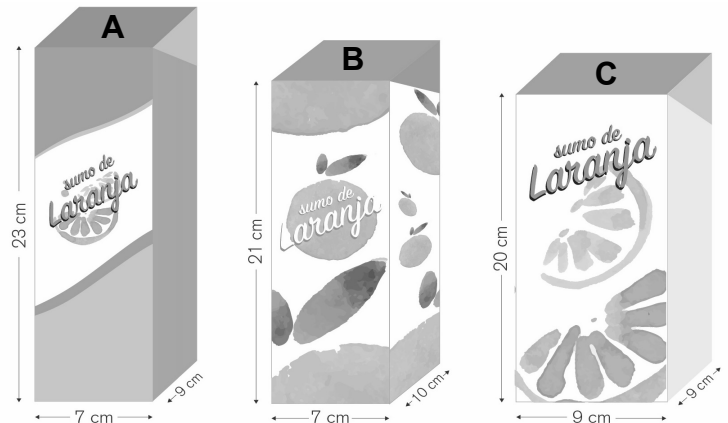 A
sumo de
Laranja
23 cm
7 cm
9 cm
B
sumo de
Laranja
21 cm
7 cm
10 cm
C
sumo de
Laranja
20 cm
9 cm
9 cm